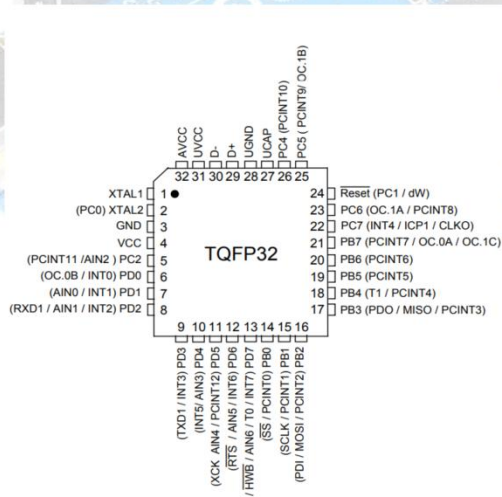 AVCC
UVCC
D-
D+
UGND
UCAP
PC4 (PCINT10)
PC5 ( PCINT9/ OC.1B)
32 31 30 29 28 27 26 25
XTAL1 1
(PC0) XTAL2 2
GND 3
VCC 4
(PCINT11 /AIN2 ) PC2 5
(OC.0B / INT0) PD0 6
(AIN0 / INT1) PD1 7
(RXD1 / AIN1 / INT2) PD2 8
TQFP32
24 Reset (PC1 / dW)
23 PC6 (OC.1A / PCINT8)
22 PC7 (INT4 / ICP1 / CLKO)
21 PB7 (PCINT7 / OC.0A / OC.1C)
20 PB6 (PCINT6)
19 PB5 (PCINT5)
18 PB4 (T1 / PCINT4)
17 PB3 (PDO / MISO / PCINT3)
9 10 11 12 13 14 15 16
(TXD1 / INT3) PD3
(INT5/ AIN3) PD4
(XCK AIN4 / PCINT12) PD5
(RTS / AIN5 / INT6) PD6
/ HWB / AIN6 / T0 / INT7) PD7
(SS / PCINT0) PB0
(SCLK / PCINT1) PB1
(PDI / MOSI / PCINT2) PB2